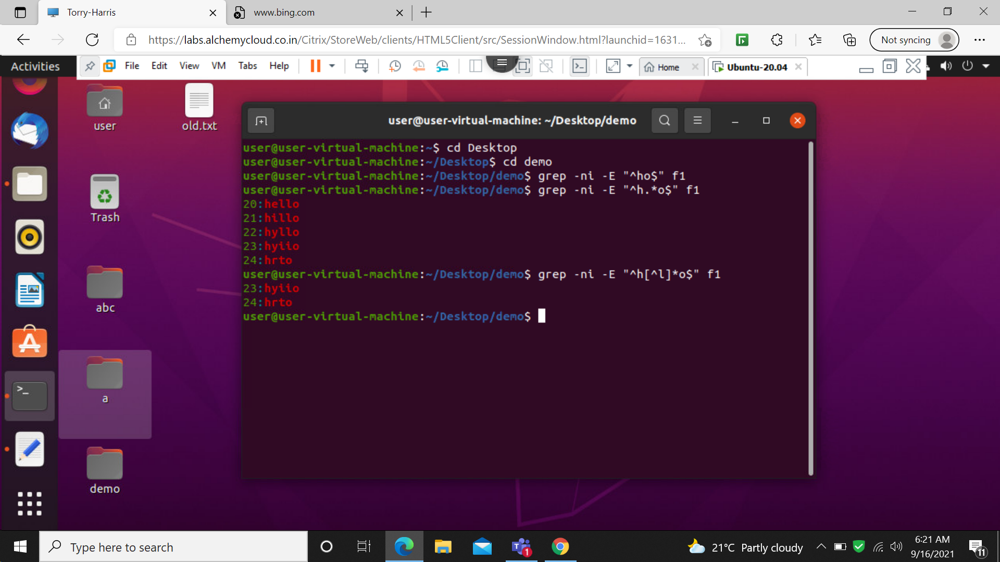 Torry-Harris
www.bing.com
https://labs.alchemycloud.co.in/Citrix/StoreWeb/clients/HTML5Client/src/SessionWindow.html?launchid=1631...
Not syncing
Activities
File Edit View VM Tabs Help
Home
Ubuntu-20.04
user
old.txt
Trash
abc
a
demo
user@user-virtual-machine: ~/Desktop/demo
user@user-virtual-machine:~$ cd Desktop
user@user-virtual-machine:~/Desktop$ cd demo
user@user-virtual-machine:~/Desktop/demo$ grep -ni -E "^ho$" f1
user@user-virtual-machine:~/Desktop/demo$ grep -ni -E "^h.*o$" f1
20:hello
21:hillo
22:hyllo
23:hyiio
24:hrto
user@user-virtual-machine:~/Desktop/demo$ grep -ni -E "^h[^l]*o$" f1
23:hyiio
24:hrto
user@user-virtual-machine:~/Desktop/demo$
Type here to search
1
21°C Partly cloudy
6:21 AM
9/16/2021
11